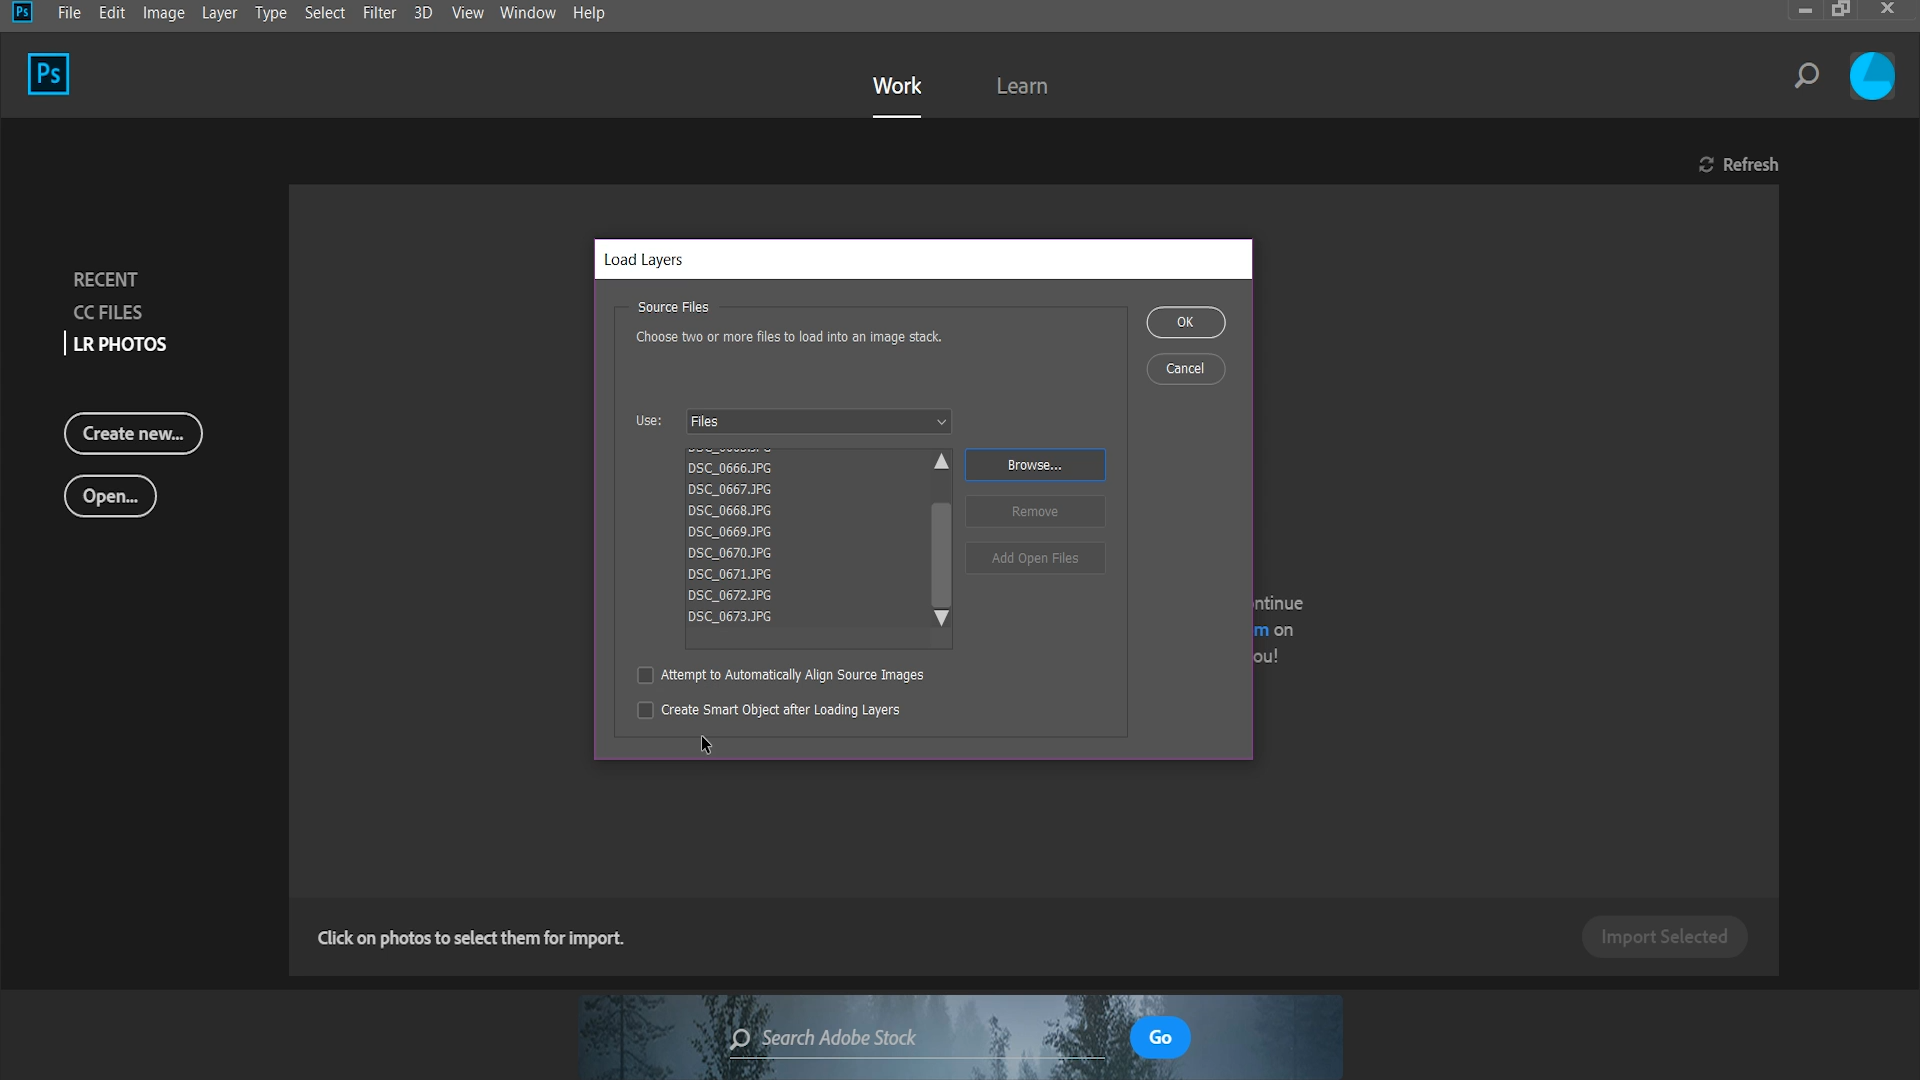 Ps File Edit Image Layer Type Select Filter 3D View Window Help
Ps
Work Learn
Refresh
RECENT
CC FILES
LR PHOTOS
Create new...
Open...
Load Layers
Source Files
Choose two or more files to load into an image stack.
OK
Cancel
Use: Files
DSC_0666.JPG
DSC_0667.JPG
DSC_0668.JPG
DSC_0669.JPG
DSC_0670.JPG
DSC_0671.JPG
DSC_0672.JPG
DSC_0673.JPG
Browse...
Remove
Add Open Files
Attempt to Automatically Align Source Images
Create Smart Object after Loading Layers
ntinue
m on
ou!
Click on photos to select them for import.
Import Selected
Search Adobe Stock
Go